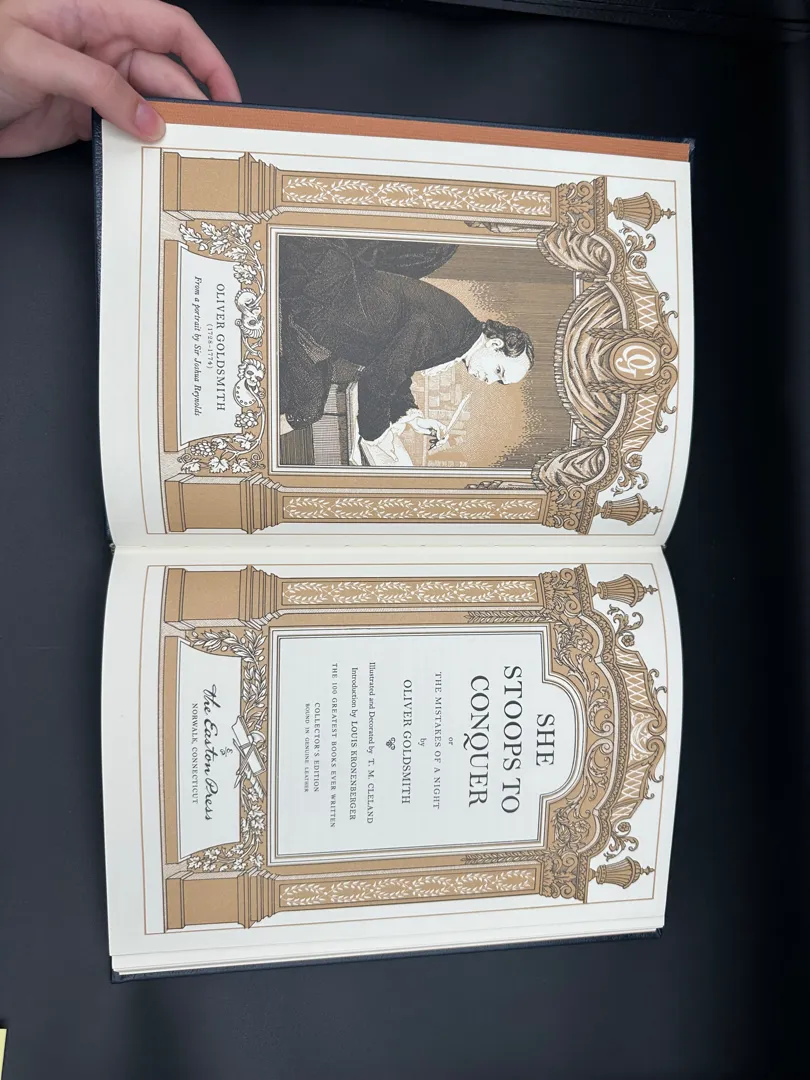 G
OLIVER GOLDSMITH
(1728-1774)
From a portrait by Sir Joshua Reynolds
SHE
STOOPS TO
CONQUER
or
THE MISTAKES OF A NIGHT
by
OLIVER GOLDSMITH
Illustrated and Decorated by T. M. CLELAND
Introduction by LOUIS KRONENBERGER
THE 100 GREATEST BOOKS EVER WRITTEN
COLLECTOR'S EDITION
BOUND IN GENUINE LEATHER
The Easton Press
NORWALK, CONNECTICUT